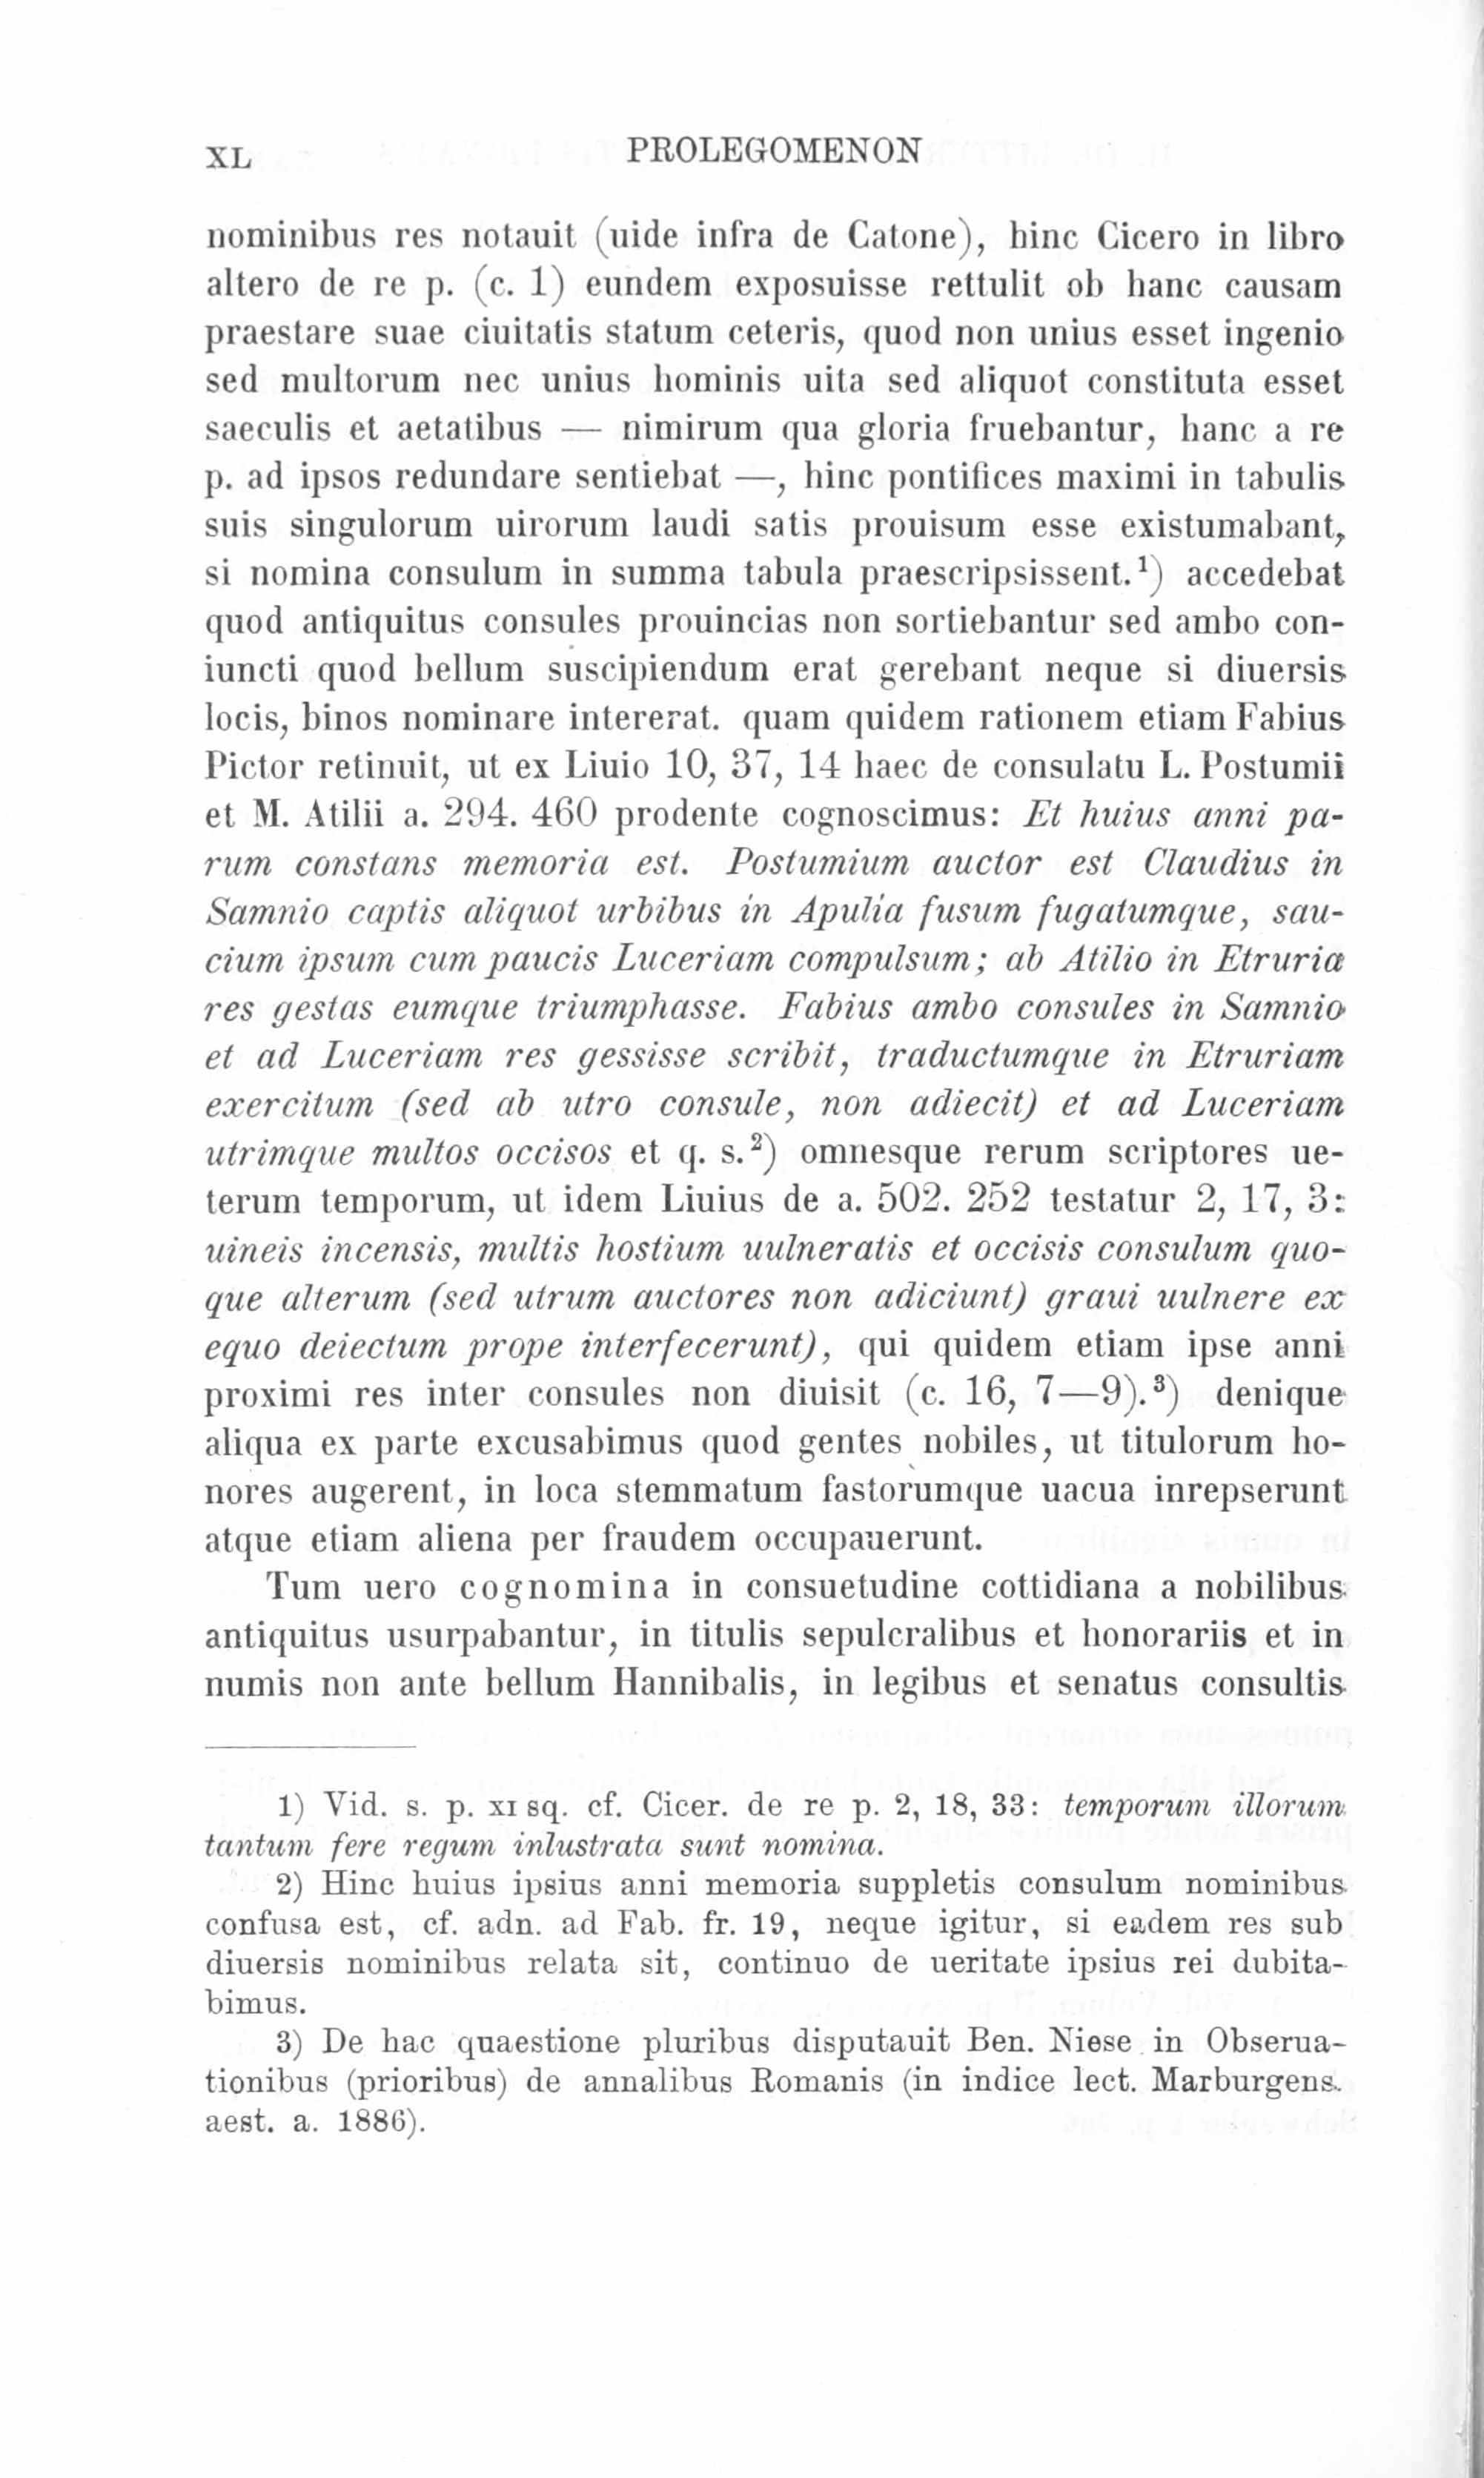 XL PROLEGOMENON
nominibus res notauit (uide infra de Catone), hinc Cicero in libro
altero de re p. (c. 1) eundem exposuisse rettulit ob hanc causam
praestare suae ciuitatis statum ceteris, quod non unius esset ingenio
sed multorum nec unius hominis uita sed aliquot constituta esset
saeculis et aetatibus — nimirum qua gloria fruebantur, hanc a re
p. ad ipsos redundare sentiebat —, hinc pontifices maximi in tabulis
suis singulorum uirorum laudi satis prouisum esse existumabant,
si nomina consulum in summa tabula praescripsissent.¹) accedebat
quod antiquitus consules prouincias non sortiebantur sed ambo con-
iuncti quod bellum suscipiendum erat gerebant neque si diuersis
locis, binos nominare intererat. quam quidem rationem etiam Fabius
Pictor retinuit, ut ex Liuio 10, 37, 14 haec de consulatu L. Postumii
et M. Atilii a. 294. 460 prodente cognoscimus: Et huius anni pa-
rum constans memoria est. Postumium auctor est Claudius in
Samnio captis aliquot urbibus in Apulia fusum fugatumque, sau-
cium ipsum cum paucis Luceriam compulsum; ab Atilio in Etruria
res gestas eumque triumphasse. Fabius ambo consules in Samnio
et ad Luceriam res gessisse scribit, traductumque in Etruriam
exercitum (sed ab utro consule, non adiecit) et ad Luceriam
utrimque multos occisos et q. s.²) omnesque rerum scriptores ue-
terum temporum, ut idem Liuius de a. 502. 252 testatur 2, 17, 3:
uineis incensis, multis hostium uulneratis et occisis consulum quo-
que alterum (sed utrum auctores non adiciunt) graui uulnere ex
equo deiectum prope interfecerunt), qui quidem etiam ipse anni
proximi res inter consules non diuisit (c. 16, 7—9).³) denique
aliqua ex parte excusabimus quod gentes nobiles, ut titulorum ho-
nores augerent, in loca stemmatum fastorumque uacua inrepserunt
atque etiam aliena per fraudem occupauerunt.
Tum uero cognomina in consuetudine cottidiana a nobilibus
antiquitus usurpabantur, in titulis sepulcralibus et honorariis et in
numis non ante bellum Hannibalis, in legibus et senatus consultis
1) Vid. s. p. XI sq. cf. Cicer. de re p. 2, 18, 33: temporum illorum
tantum fere regum inlustrata sunt nomina.
2) Hinc huius ipsius anni memoria suppletis consulum nominibus
confusa est, cf. adn. ad Fab. fr. 19, neque igitur, si eadem res sub
diuersis nominibus relata sit, continuo de ueritate ipsius rei dubita-
bimus.
3) De hac quaestione pluribus disputauit Ben. Niese in Obserua-
tionibus (prioribus) de annalibus Romanis (in indice lect. Marburgens.
aest. a. 1886).